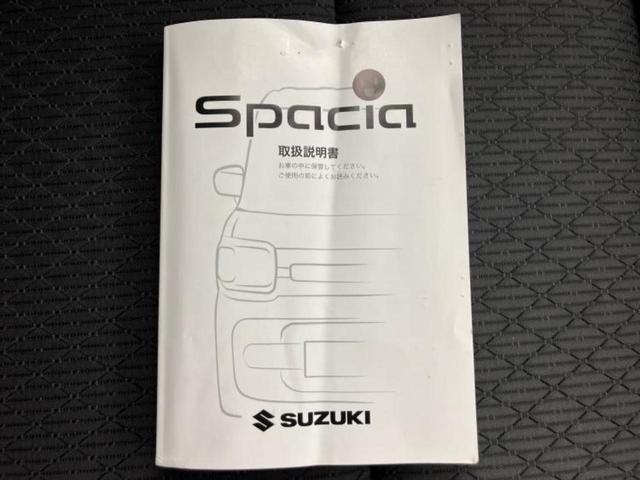 Spacia
取扱説明書
お車の中に保管してください。
ご使用の前によくお読みください。
SUZUKI